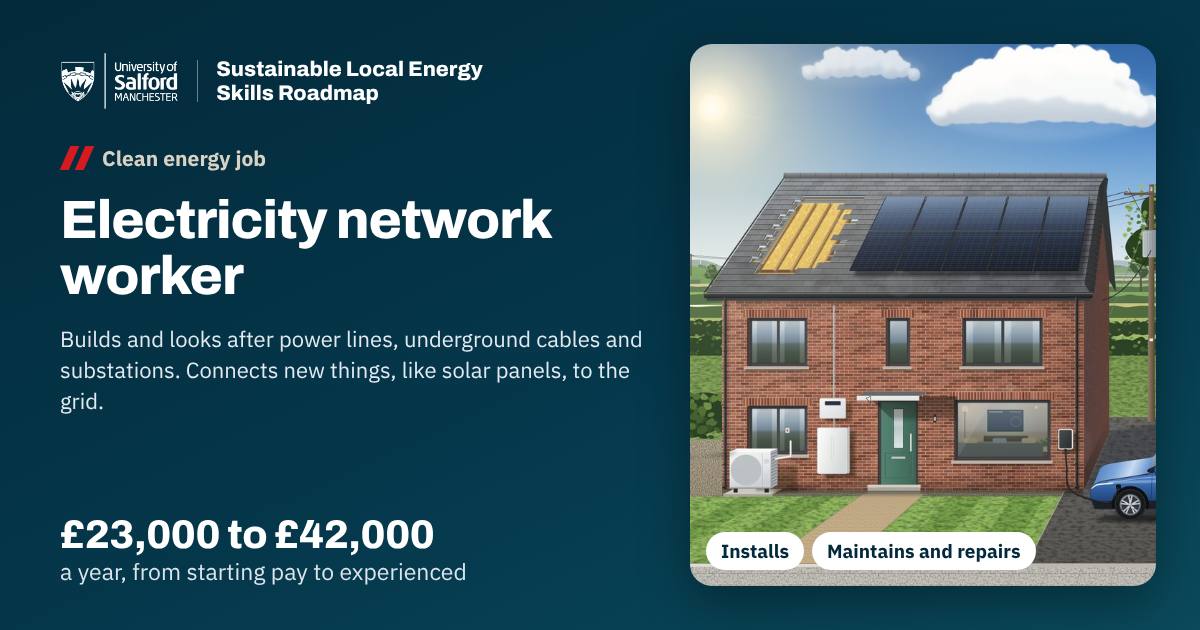 University of
Salford
MANCHESTER
Sustainable Local Energy
Skills Roadmap
Clean energy job
Electricity network
worker
Builds and looks after power lines, underground cables and
substations. Connects new things, like solar panels, to the
grid.
£23,000 to £42,000
a year, from starting pay to experienced
Installs
Maintains and repairs